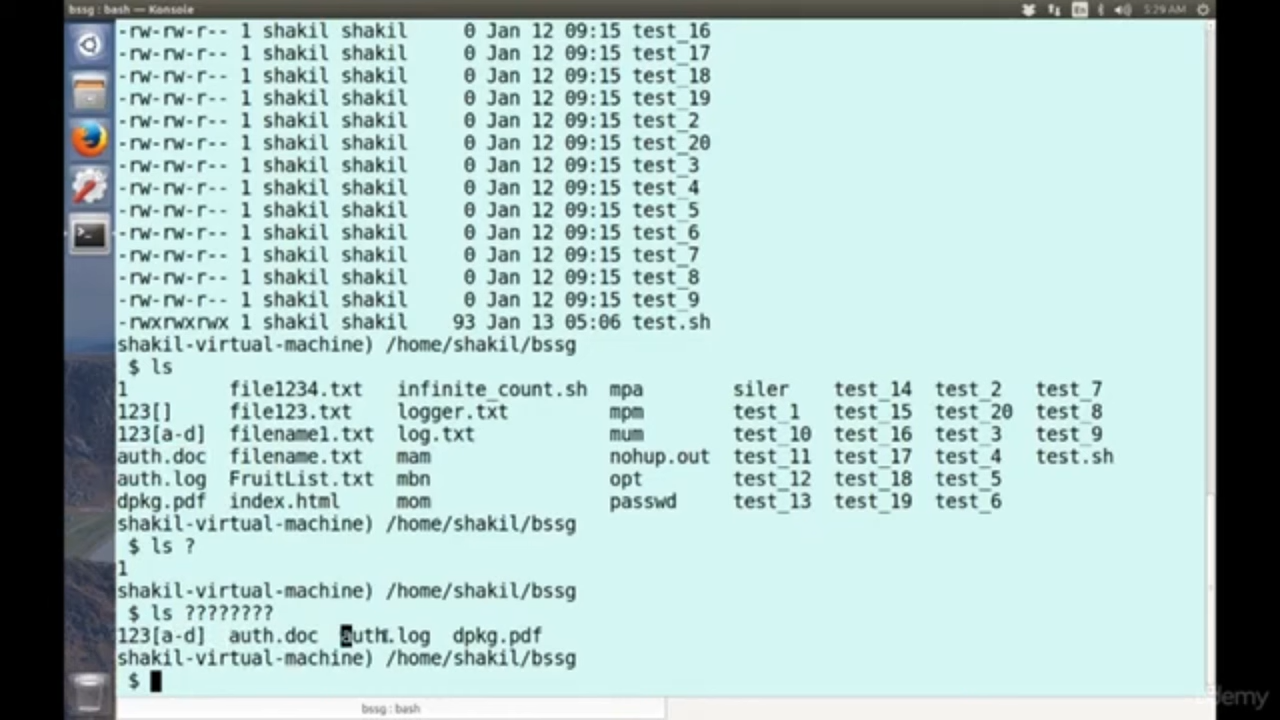 bssg : bash — Konsole
En
5:29 AM
-rw-rw-r-- 1 shakil shakil     0 Jan 12 09:15 test_16
-rw-rw-r-- 1 shakil shakil     0 Jan 12 09:15 test_17
-rw-rw-r-- 1 shakil shakil     0 Jan 12 09:15 test_18
-rw-rw-r-- 1 shakil shakil     0 Jan 12 09:15 test_19
-rw-rw-r-- 1 shakil shakil     0 Jan 12 09:15 test_2
-rw-rw-r-- 1 shakil shakil     0 Jan 12 09:15 test_20
-rw-rw-r-- 1 shakil shakil     0 Jan 12 09:15 test_3
-rw-rw-r-- 1 shakil shakil     0 Jan 12 09:15 test_4
-rw-rw-r-- 1 shakil shakil     0 Jan 12 09:15 test_5
-rw-rw-r-- 1 shakil shakil     0 Jan 12 09:15 test_6
-rw-rw-r-- 1 shakil shakil     0 Jan 12 09:15 test_7
-rw-rw-r-- 1 shakil shakil     0 Jan 12 09:15 test_8
-rw-rw-r-- 1 shakil shakil     0 Jan 12 09:15 test_9
-rwxrwxrwx 1 shakil shakil    93 Jan 13 05:06 test.sh
shakil-virtual-machine) /home/shakil/bssg
$ ls
1         file1234.txt   infinite_count.sh  mpa        siler    test_14  test_2   test_7
123[]     file123.txt    logger.txt         mpm        test_1   test_15  test_20  test_8
123[a-d]  filename1.txt  log.txt            mum        test_10  test_16  test_3   test_9
auth.doc  filename.txt   mam                nohup.out  test_11  test_17  test_4   test.sh
auth.log  FruitList.txt  mbn                opt        test_12  test_18  test_5
dpkg.pdf  index.html     mom                passwd     test_13  test_19  test_6
shakil-virtual-machine) /home/shakil/bssg
$ ls ?
1
shakil-virtual-machine) /home/shakil/bssg
$ ls ????????
123[a-d]  auth.doc  auth.log  dpkg.pdf
shakil-virtual-machine) /home/shakil/bssg
$
bssg : bash
demy